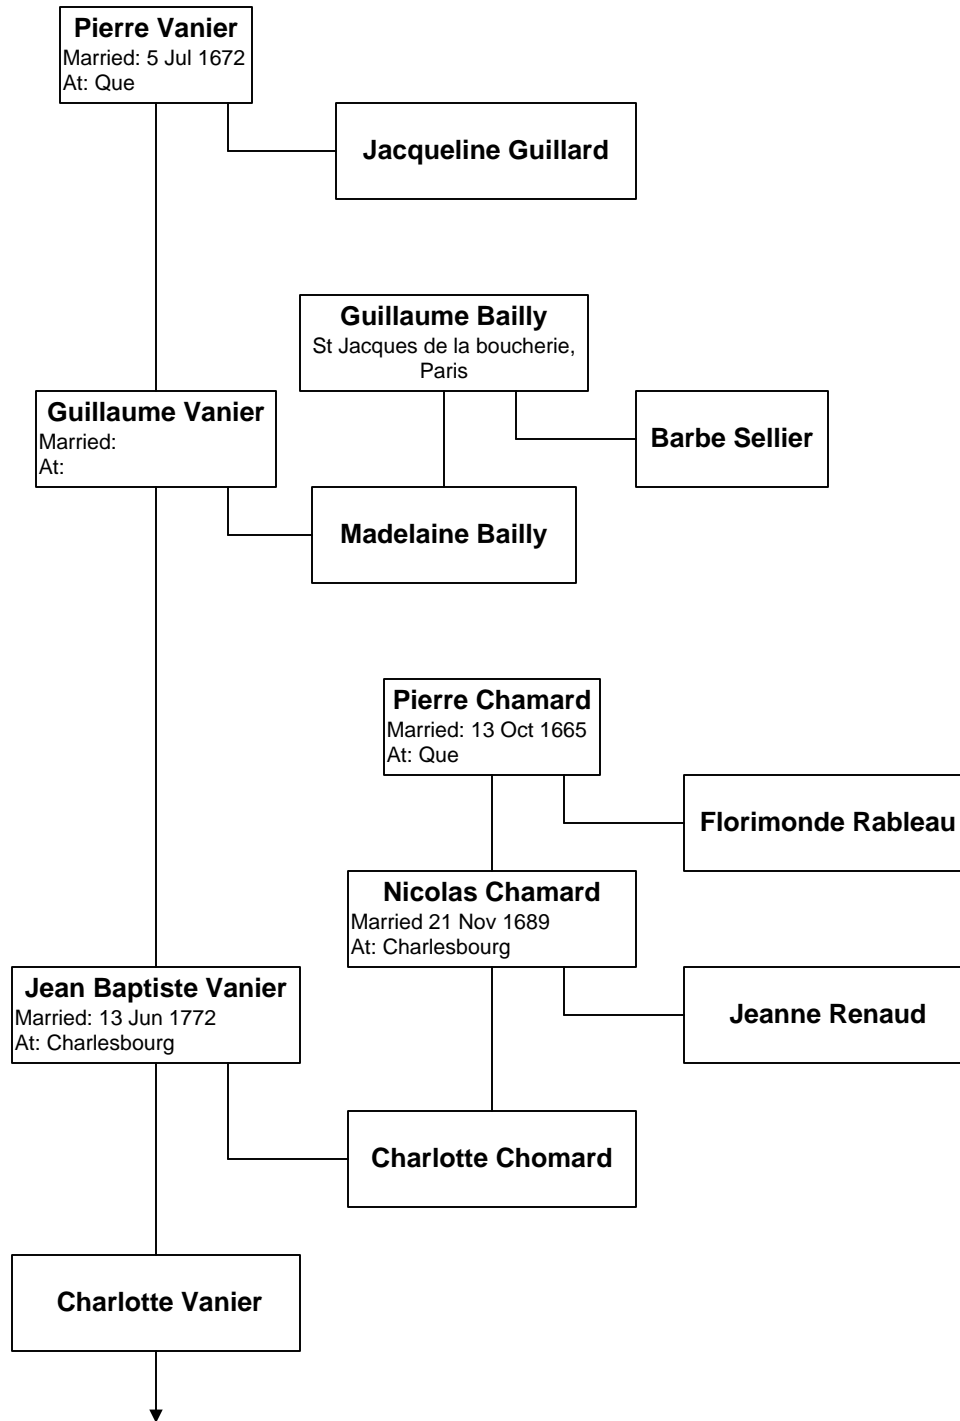 Pierre Vanier
Married: 5 Jul 1672
At: Que
Jacqueline Guillard
Guillaume Bailly
St Jacques de la boucherie,
Paris
Guillaume Vanier
Married:
At:
Barbe Sellier
Madelaine Bailly
Pierre Chamard
Married: 13 Oct 1665
At: Que
Florimonde Rableau
Nicolas Chamard
Married 21 Nov 1689
At: Charlesbourg
Jean Baptiste Vanier
Married: 13 Jun 1772
At: Charlesbourg
Jeanne Renaud
Charlotte Chomard
Charlotte Vanier